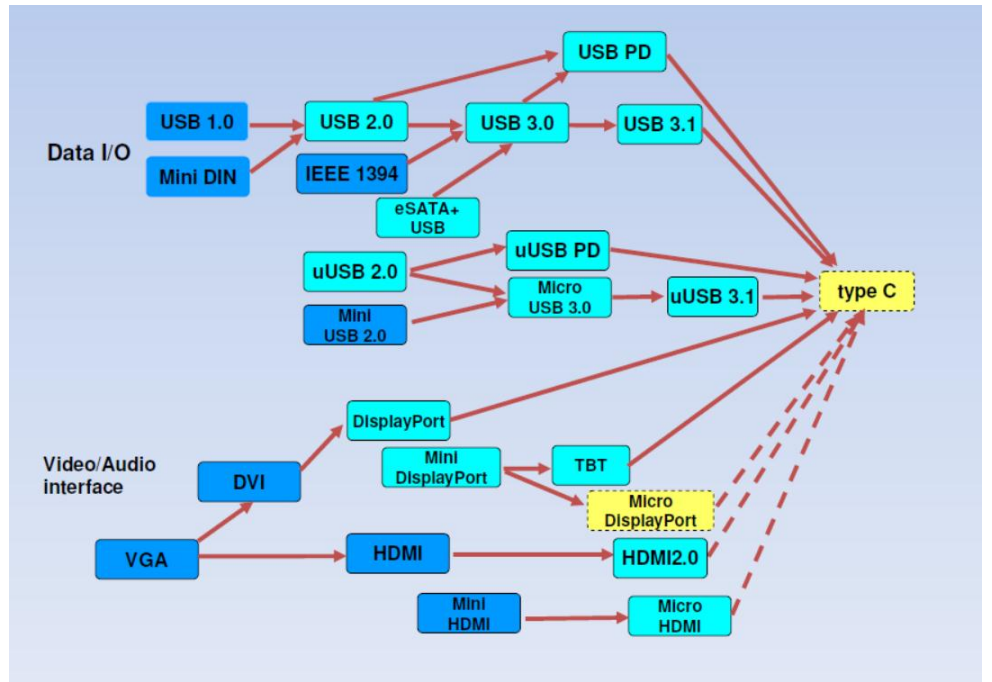 USB PD
USB 1.0
USB 2.0
USB 3.0
USB 3.1
Data I/O
Mini DIN
IEEE 1394
eSATA+
USB
uUSB 2.0
uUSB PD
Micro
USB 3.0
uUSB 3.1
type C
Mini
USB 2.0
DisplayPort
Video/Audio
interface
DVI
Mini
DisplayPort
TBT
Micro
DisplayPort
VGA
HDMI
HDMI2.0
Mini
HDMI
Micro
HDMI